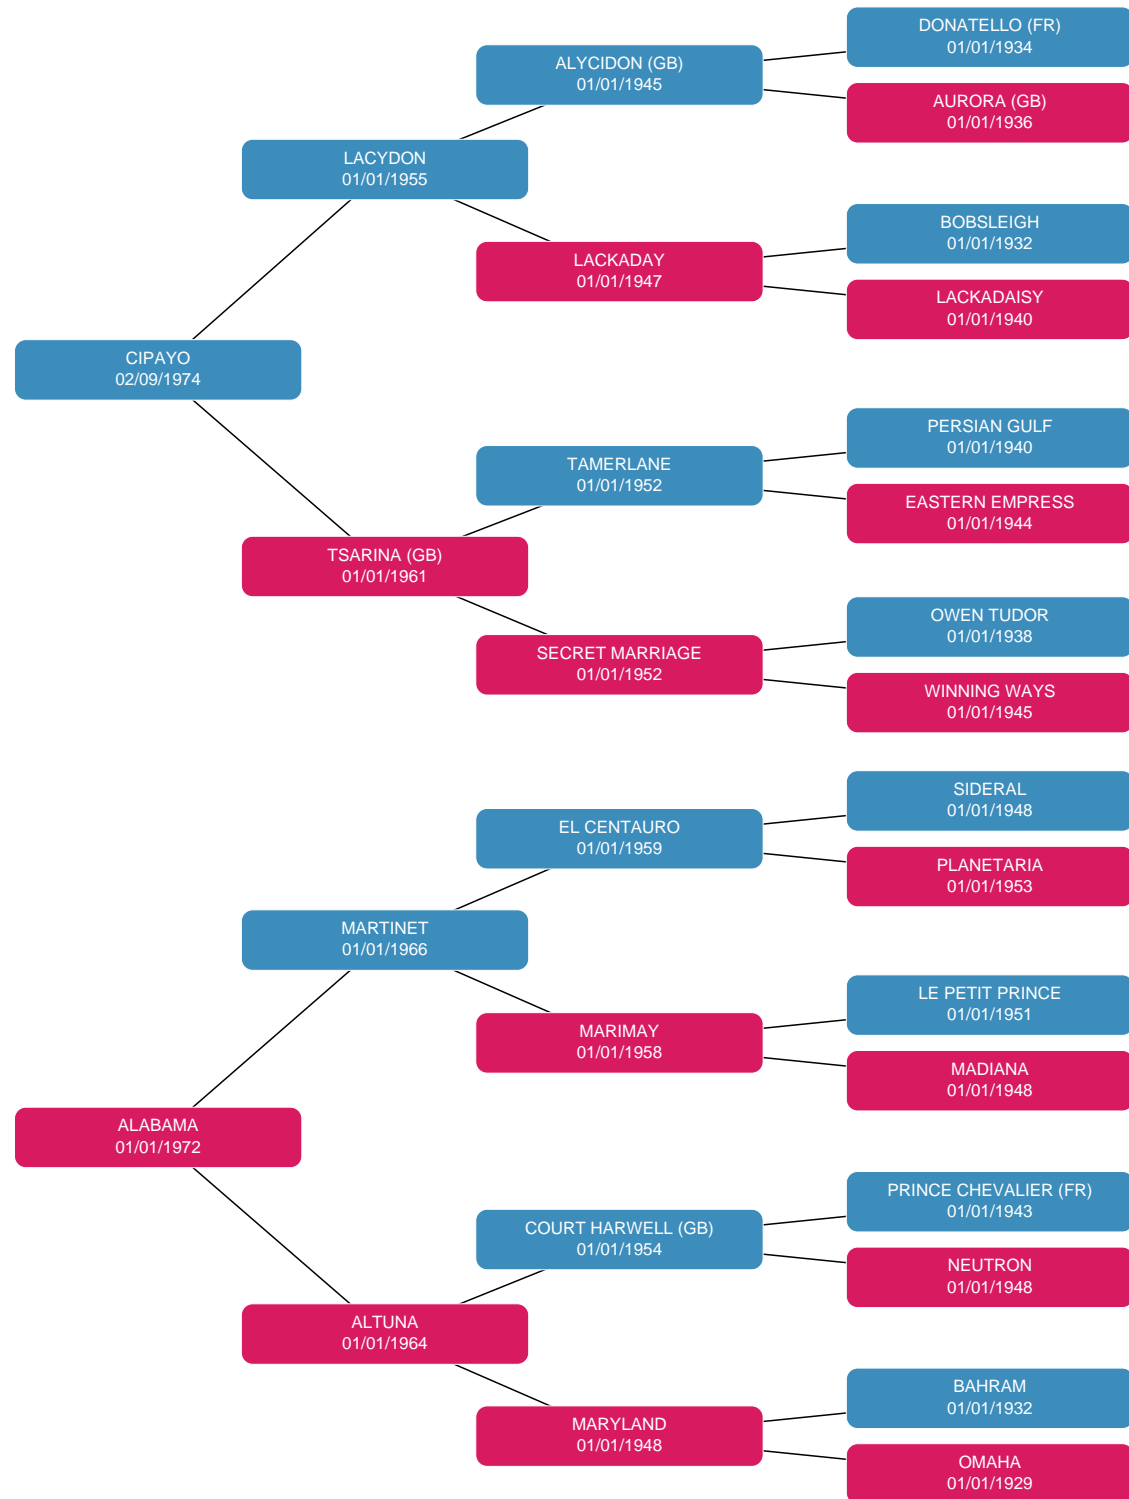 DONATELLO (FR)
01/01/1934
ALYCIDON (GB)
01/01/1945
AURORA (GB)
01/01/1936
LACYDON
01/01/1955
BOBSLEIGH
01/01/1932
LACKADAY
01/01/1947
LACKADAISY
01/01/1940
CIPAYO
02/09/1974
PERSIAN GULF
01/01/1940
TAMERLANE
01/01/1952
EASTERN EMPRESS
01/01/1944
TSARINA (GB)
01/01/1961
OWEN TUDOR
01/01/1938
SECRET MARRIAGE
01/01/1952
WINNING WAYS
01/01/1945
SIDERAL
01/01/1948
EL CENTAURO
01/01/1959
PLANETARIA
01/01/1953
MARTINET
01/01/1966
LE PETIT PRINCE
01/01/1951
MARIMAY
01/01/1958
MADIANA
01/01/1948
ALABAMA
01/01/1972
PRINCE CHEVALIER (FR)
01/01/1943
COURT HARWELL (GB)
01/01/1954
NEUTRON
01/01/1948
ALTUNA
01/01/1964
BAHRAM
01/01/1932
MARYLAND
01/01/1948
OMAHA
01/01/1929